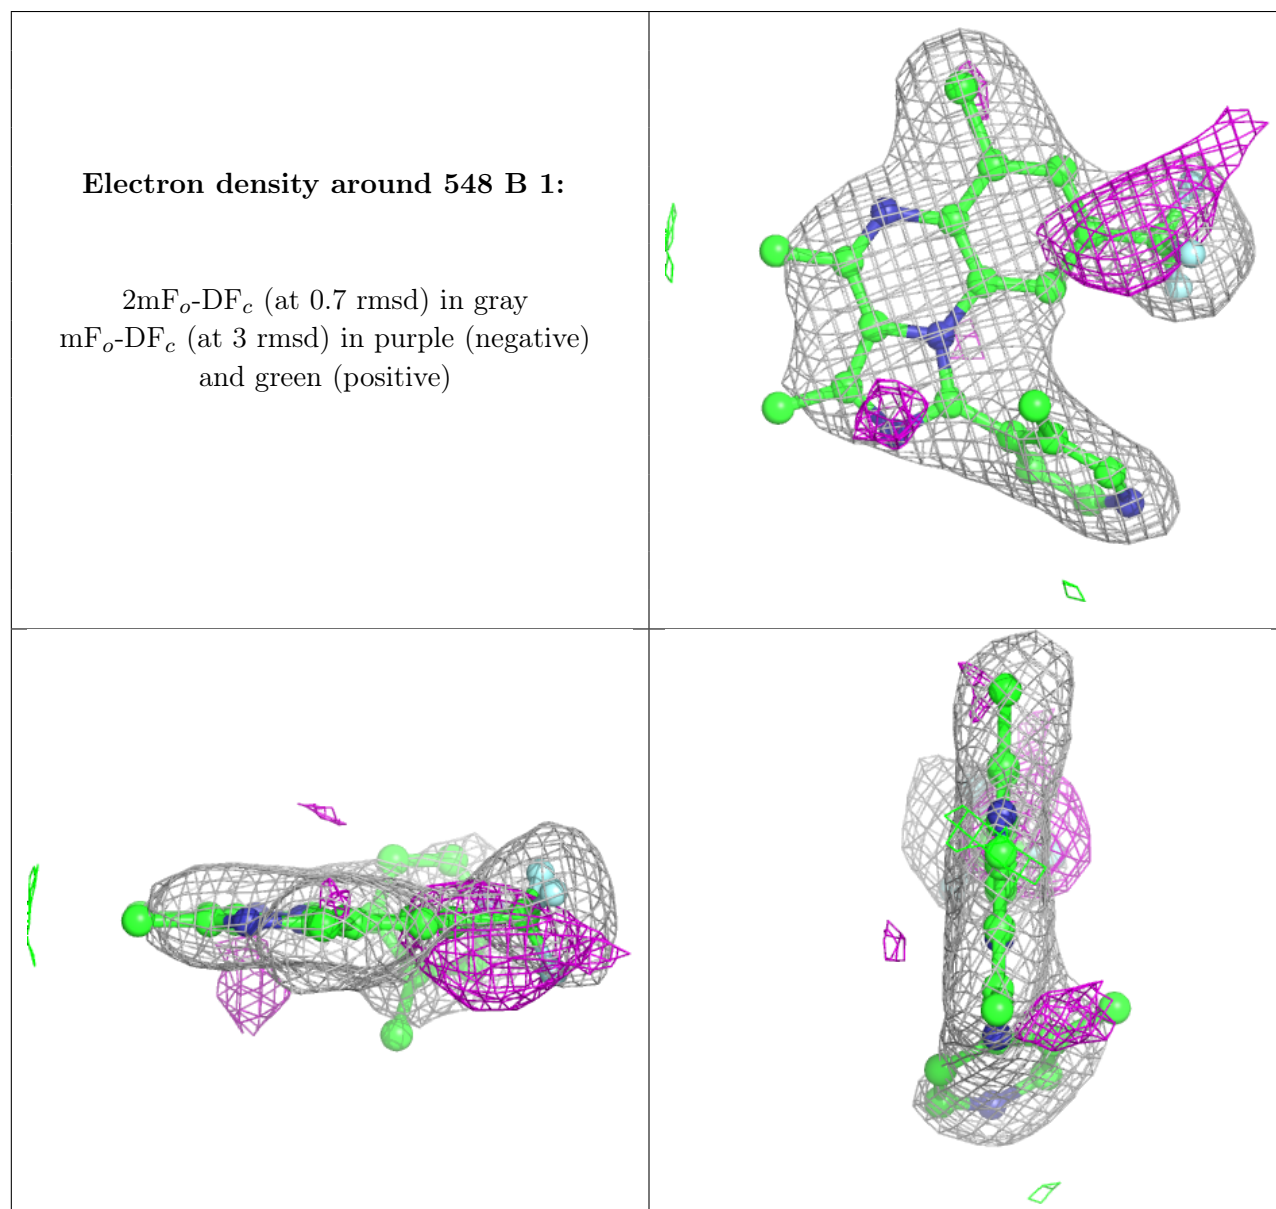 Electron density around 548 B 1:
2mFo-DFc (at 0.7 rmsd) in gray
mFo-DFc (at 3 rmsd) in purple (negative)
and green (positive)